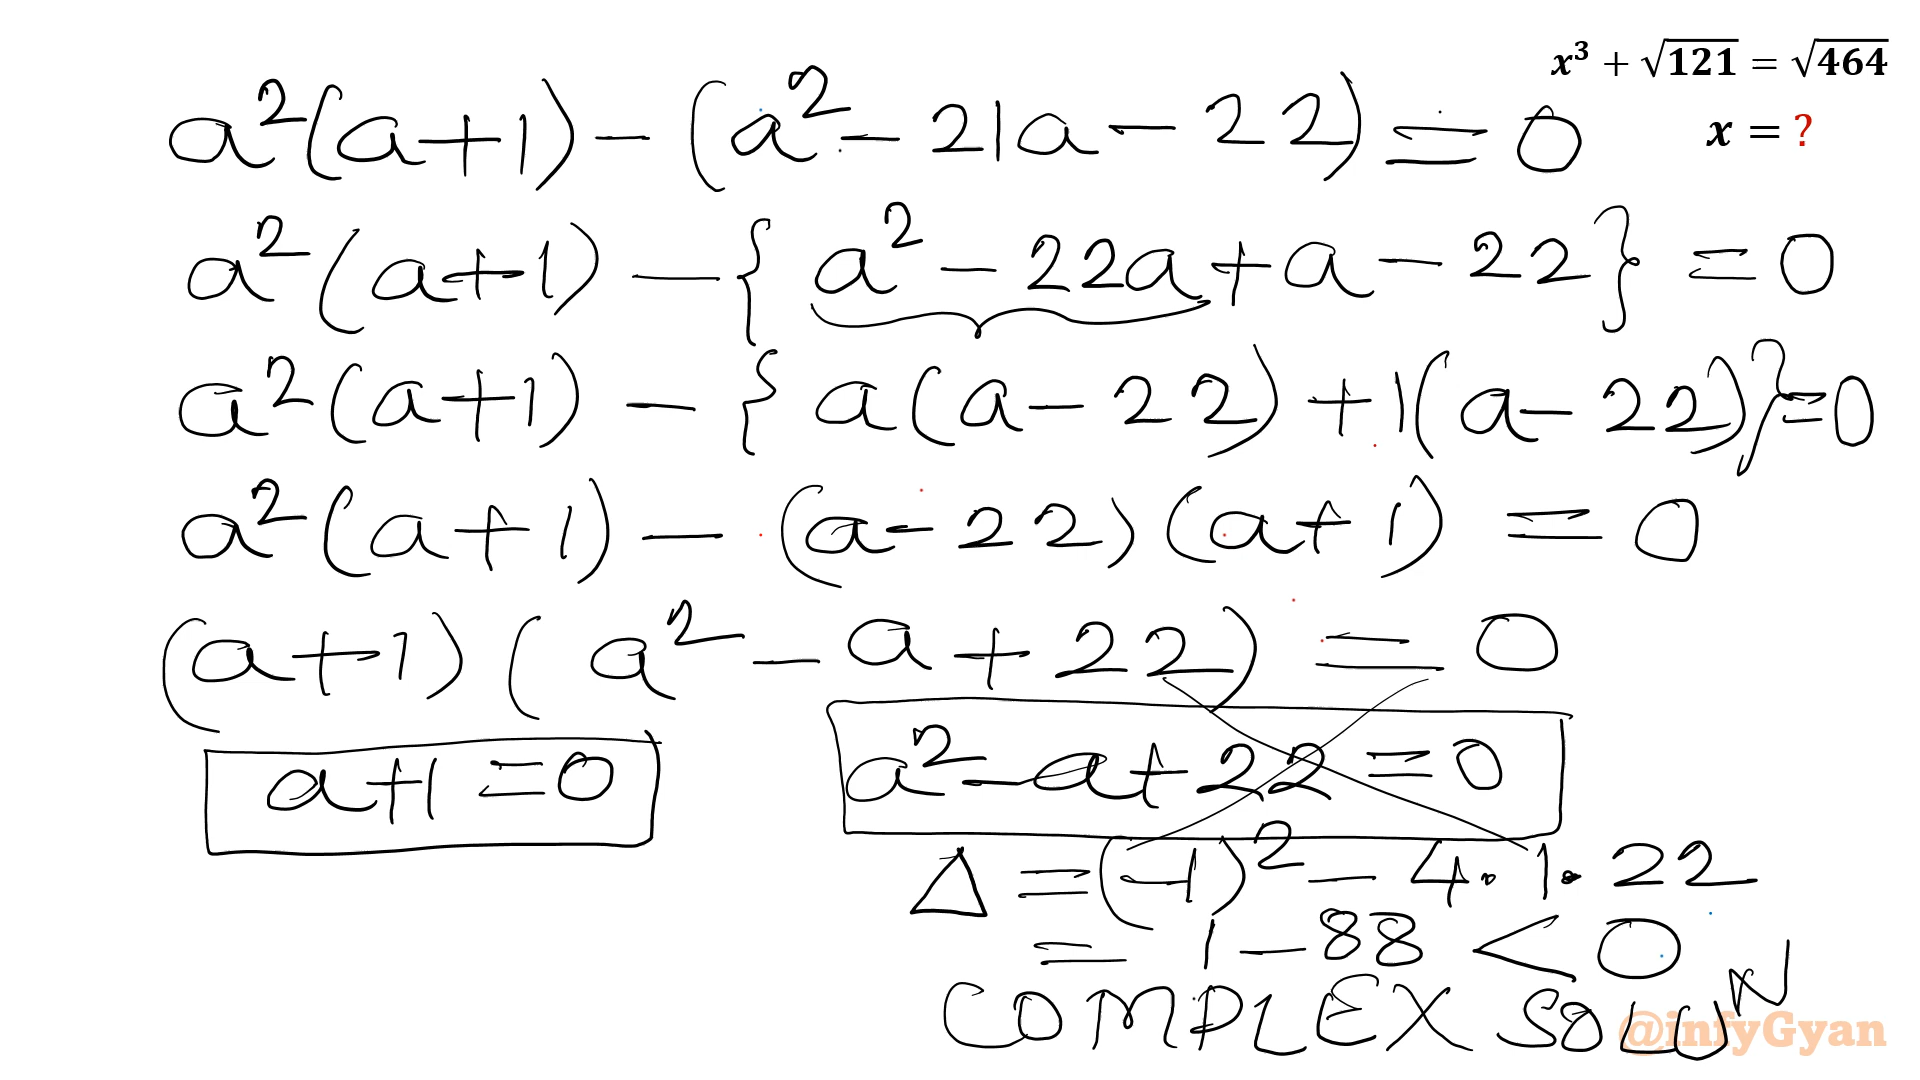 x³ + √121 = √464
x = ?
a²(a+1) - (a² - 21a - 22) = 0
a²(a+1) - {a² - 22a + a - 22} = 0
a²(a+1) - {a(a-22) + 1(a-22)} = 0
a²(a+1) - (a-22)(a+1) = 0
(a+1)(a² - a + 22) = 0
a+1 = 0
a² - a + 22 = 0
Δ = (-1)² - 4·1·22
= 1 - 88 < 0
COMPLEX SOLUᴺ
@infyGyan